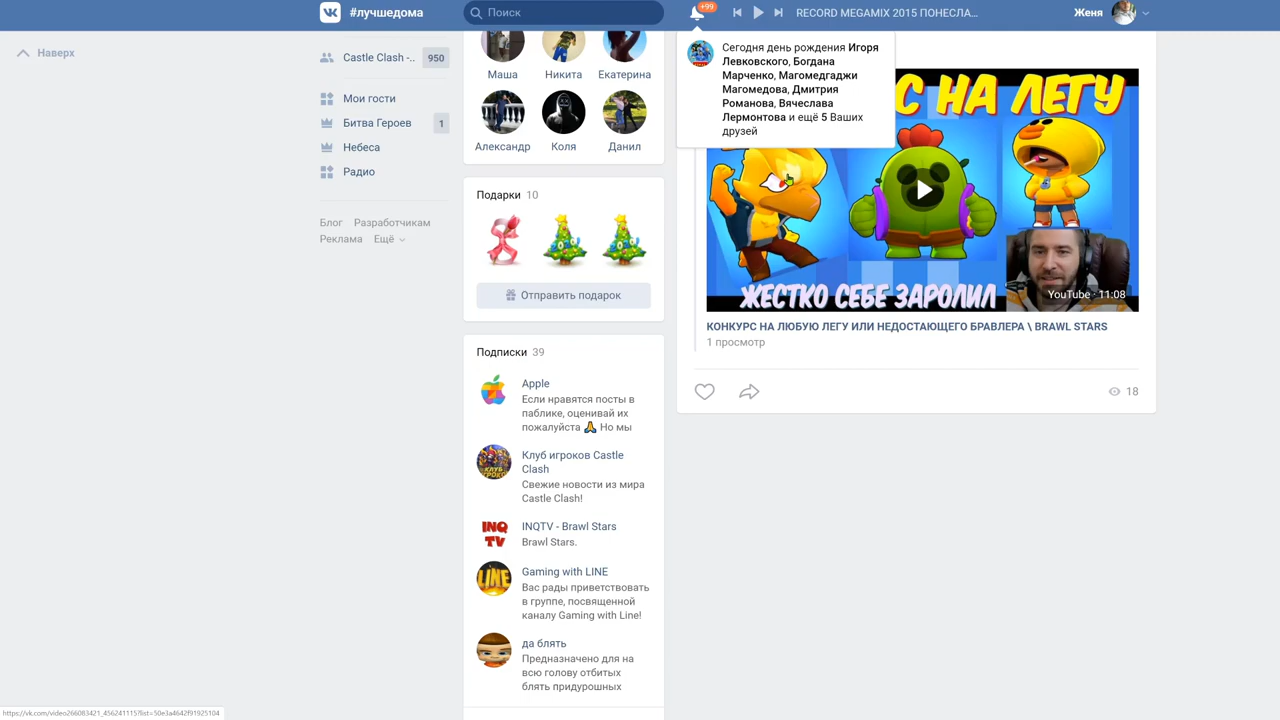 #лучшедома
Поиск
+99
RECORD MEGAMIX 2015 ПОНЕСЛА...
Женя
Наверх
Castle Clash -.. 950
Мои гости
Битва Героев 1
Небеса
Радио
Блог Разработчикам
Реклама Ещё
Маша Никита Екатерина
Александр Коля Данил
Подарки 10
Отправить подарок
Подписки 39
Apple
Если нравятся посты в
паблике, оценивай их
пожалуйста 🙏 Но мы
Клуб игроков Castle
Clash
Свежие новости из мира
Castle Clash!
INQ
TV
INQTV - Brawl Stars
Brawl Stars.
LINE
Gaming with LINE
Вас рады приветствовать
в группе, посвященной
каналу Gaming with Line!
да блять
Предназначено для на
всю голову отбитых
блять придурошных
Сегодня день рождения Игоря
Левковского, Богдана
Марченко, Магомедгаджи
Магомедова, Дмитрия
Романова, Вячеслава
Лермонтова и ещё 5 Ваших
друзей
С НА ЛЕГУ
ЖЕСТКО СЕБЕ ЗАРОЛИЛ
YouTube · 11:08
КОНКУРС НА ЛЮБУЮ ЛЕГУ ИЛИ НЕДОСТАЮЩЕГО БРАВЛЕРА \ BRAWL STARS
1 просмотр
18
https://vk.com/video266083421_456241115?list=50e3a4642f91925104